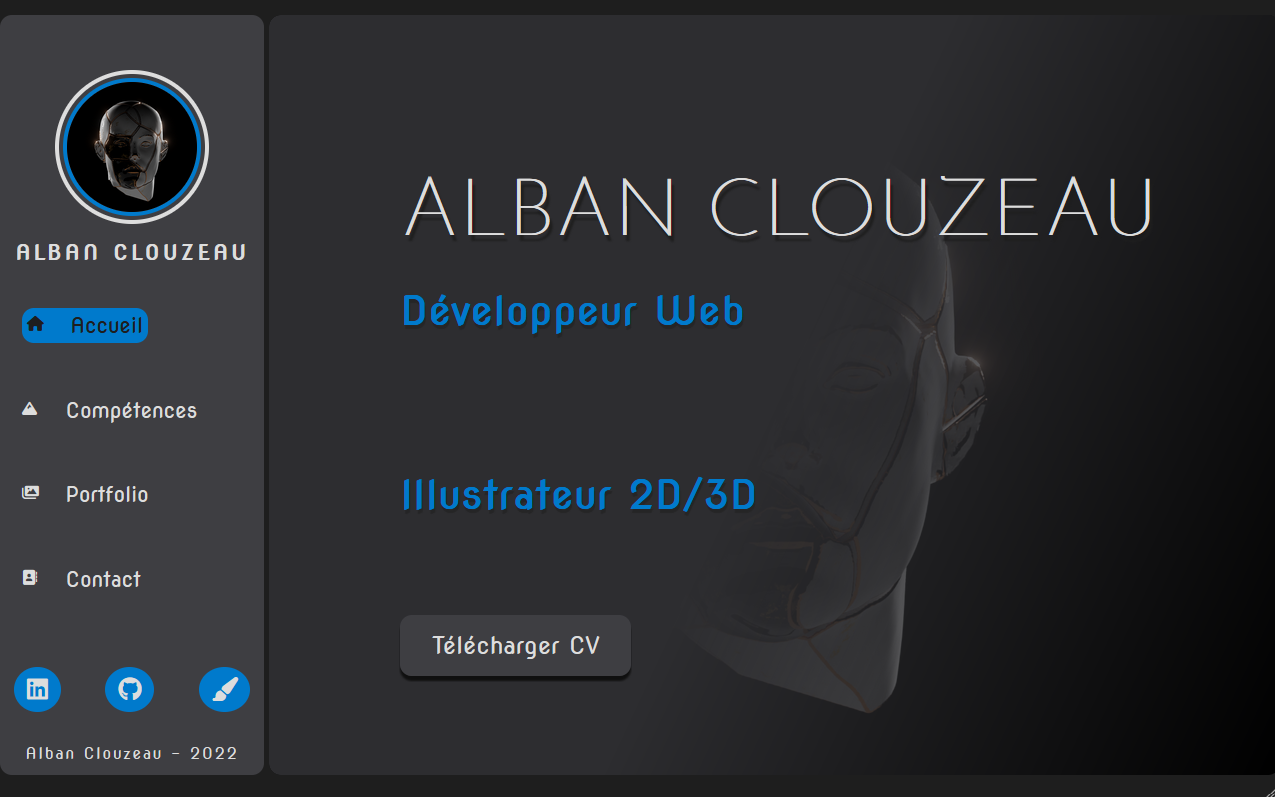 ALBAN CLOUZEAU
Accueil
Compétences
Portfolio
Contact
Alban Clouzeau - 2022
ALBAN CLOUZEAU
Développeur Web
Illustrateur 2D/3D
Télécharger CV